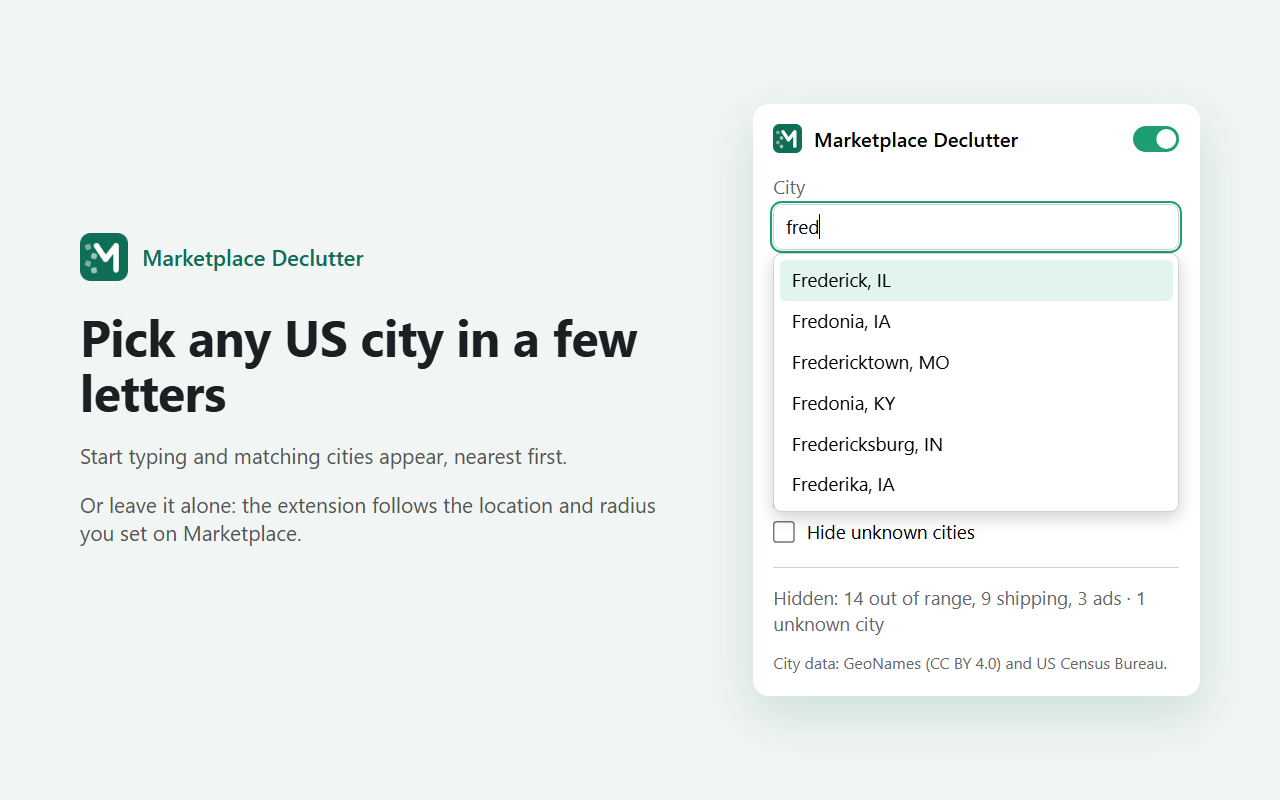 Marketplace Declutter
Pick any US city in a few
letters
Start typing and matching cities appear, nearest first.
Or leave it alone: the extension follows the location and radius
you set on Marketplace.
Marketplace Declutter
City
fred
Frederick, IL
Fredonia, IA
Fredericktown, MO
Fredonia, KY
Fredericksburg, IN
Frederika, IA
Hide unknown cities
Hidden: 14 out of range, 9 shipping, 3 ads · 1
unknown city
City data: GeoNames (CC BY 4.0) and US Census Bureau.